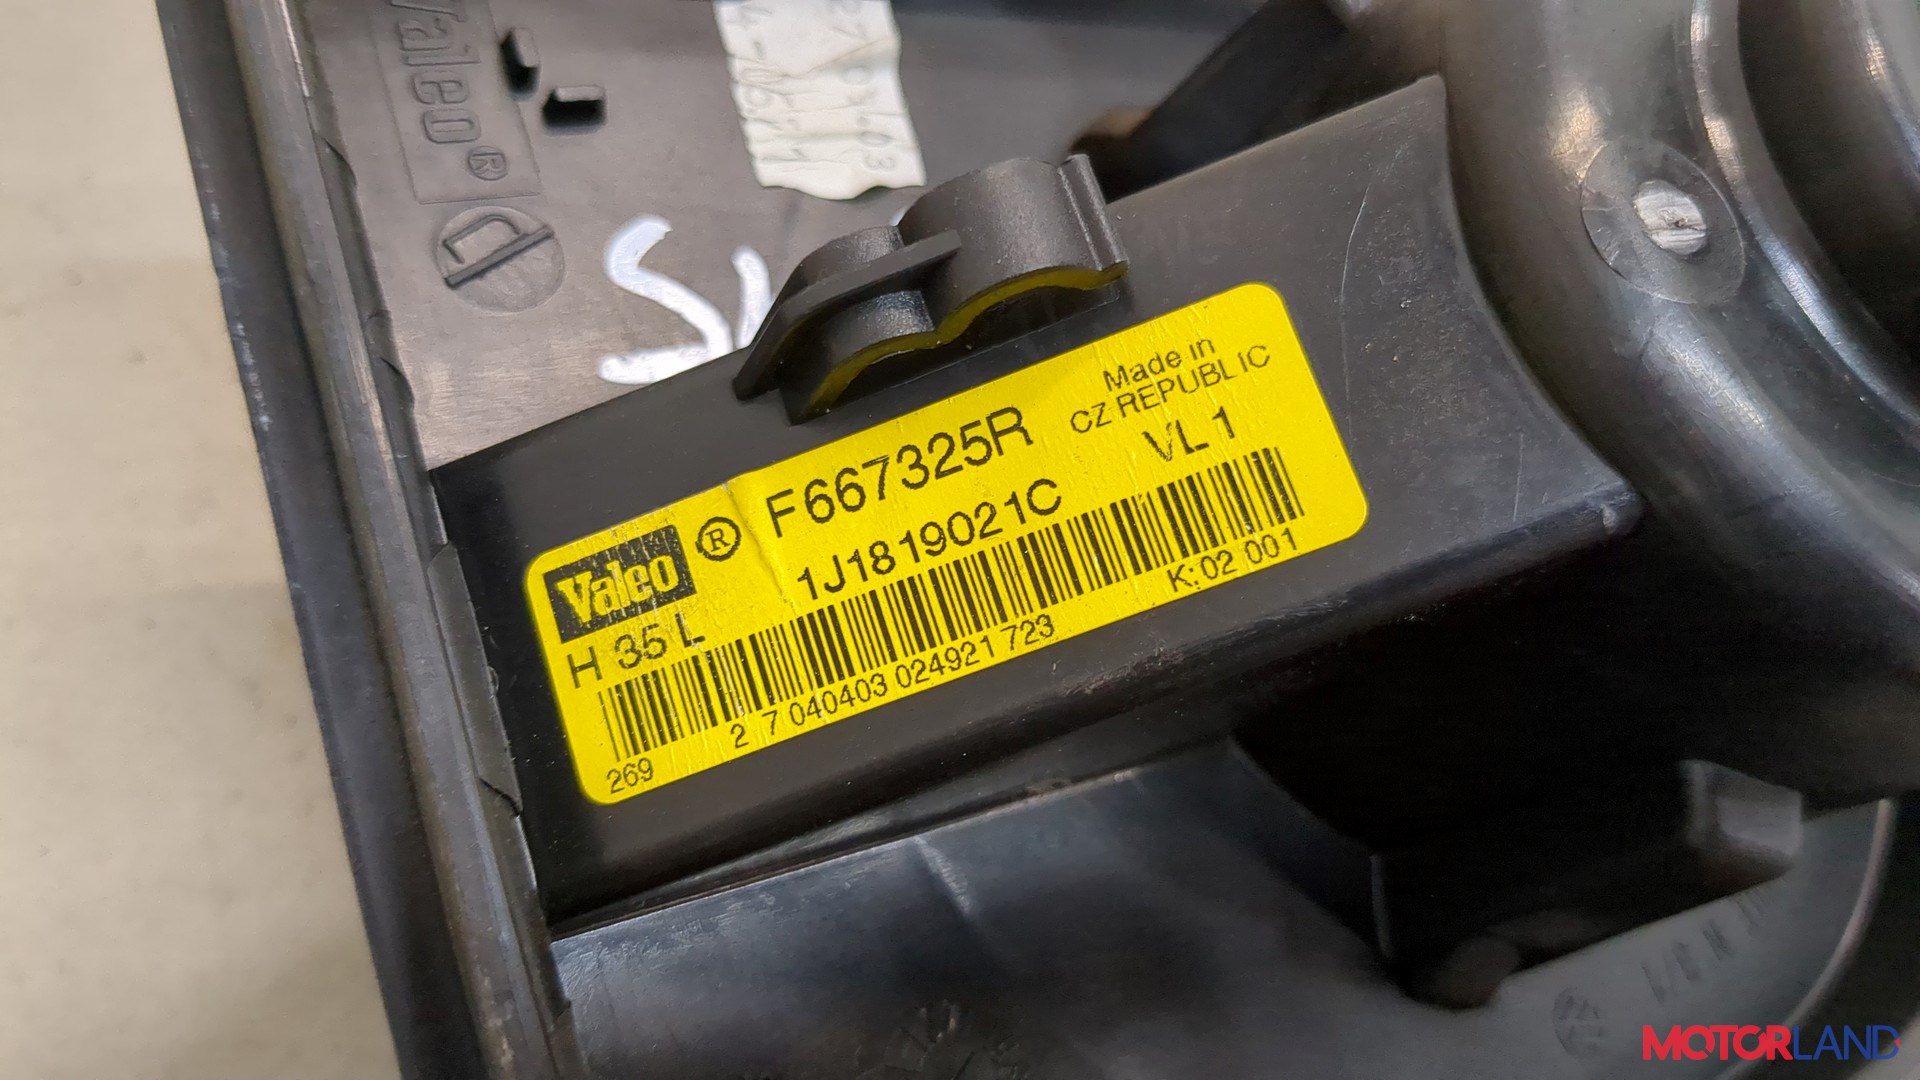 Valeo®
Valeo ® F667325R
Made in
CZ REPUBLIC
H 35 L
1J1819021C
VL 1
2 7 040403 024921 723
K: 02 001
269
MOTORLAND